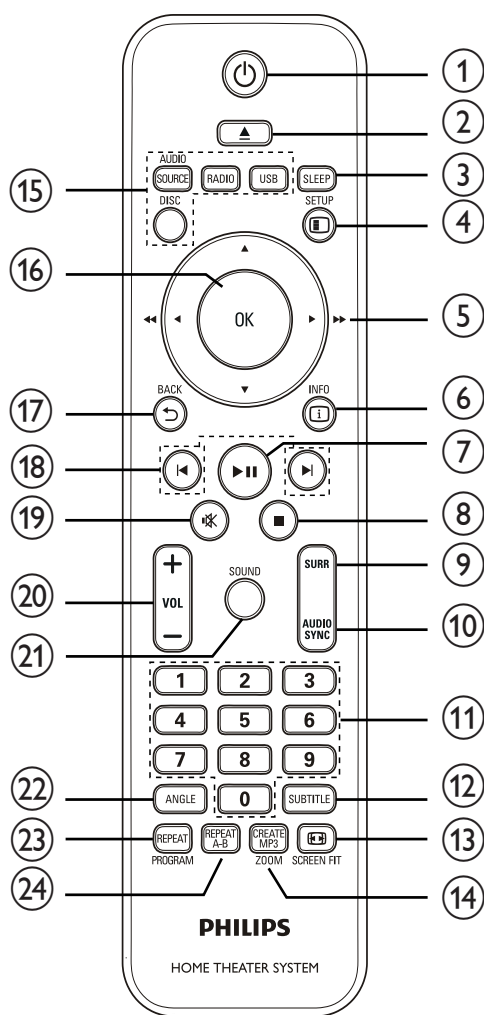 1
2
AUDIO
SOURCE RADIO USB SLEEP
3
15
DISC
SETUP
4
16
OK
5
BACK
INFO
6
17
7
18
19
8
9
SURR
20
+
VOL
–
SOUND
21
AUDIO
SYNC
10
1 2 3
4 5 6
11
7 8 9
22
ANGLE 0 SUBTITLE
12
23
REPEAT
PROGRAM
REPEAT
A-B
CREATE
MP3
ZOOM
SCREEN FIT
13
24
14
PHILIPS
HOME THEATER SYSTEM